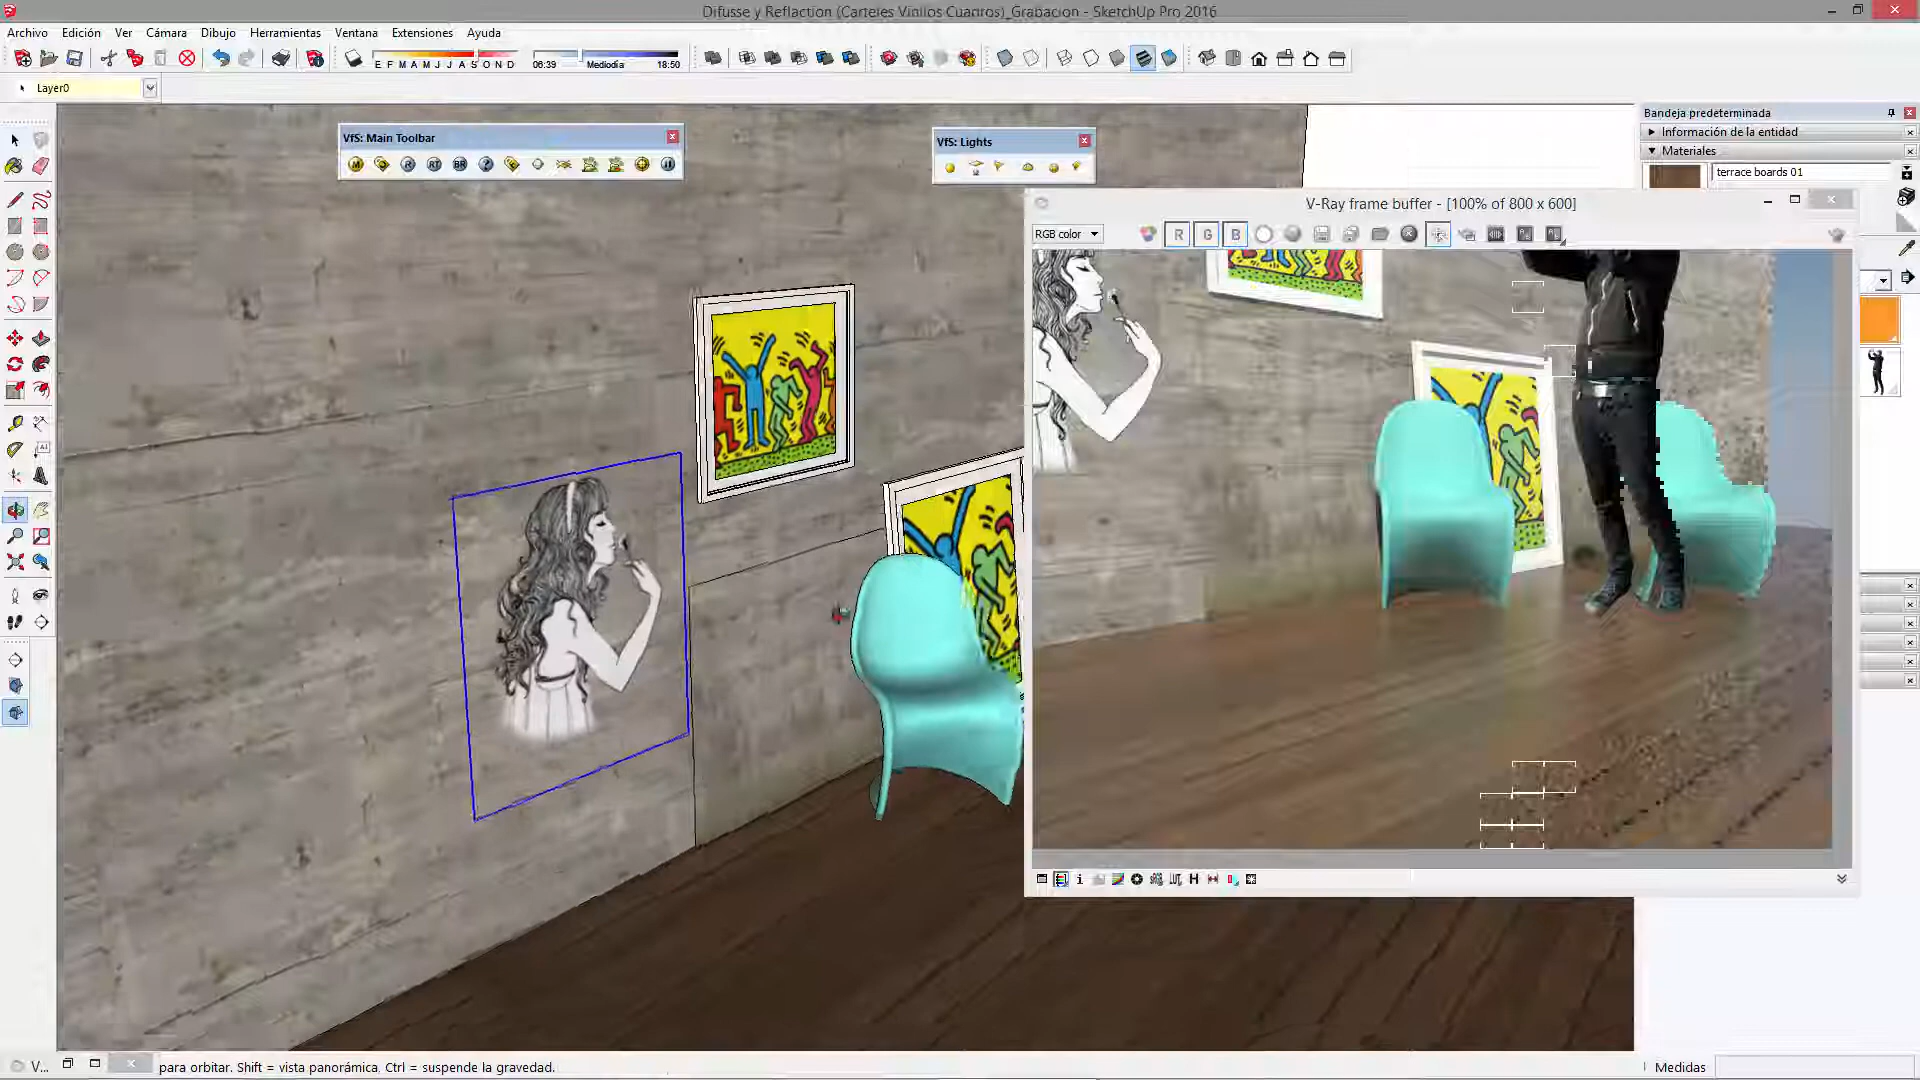 Difusse y Reflaction (Carteles Vinilos Cuadros)_Grabacion - SketchUp Pro 2016
Archivo Edición Ver Cámara Dibujo Herramientas Ventana Extensiones Ayuda
E F M A M J J A S O N D 06:39 Mediodía 18:50
Layer0
Bandeja predeterminada
Información de la entidad
Materiales
terrace boards 01
VfS: Main Toolbar
VfS: Lights
V-Ray frame buffer - [100% of 800 x 600]
RGB color R G B
V... para orbitar. Shift = vista panorámica, Ctrl = suspende la gravedad.
Medidas